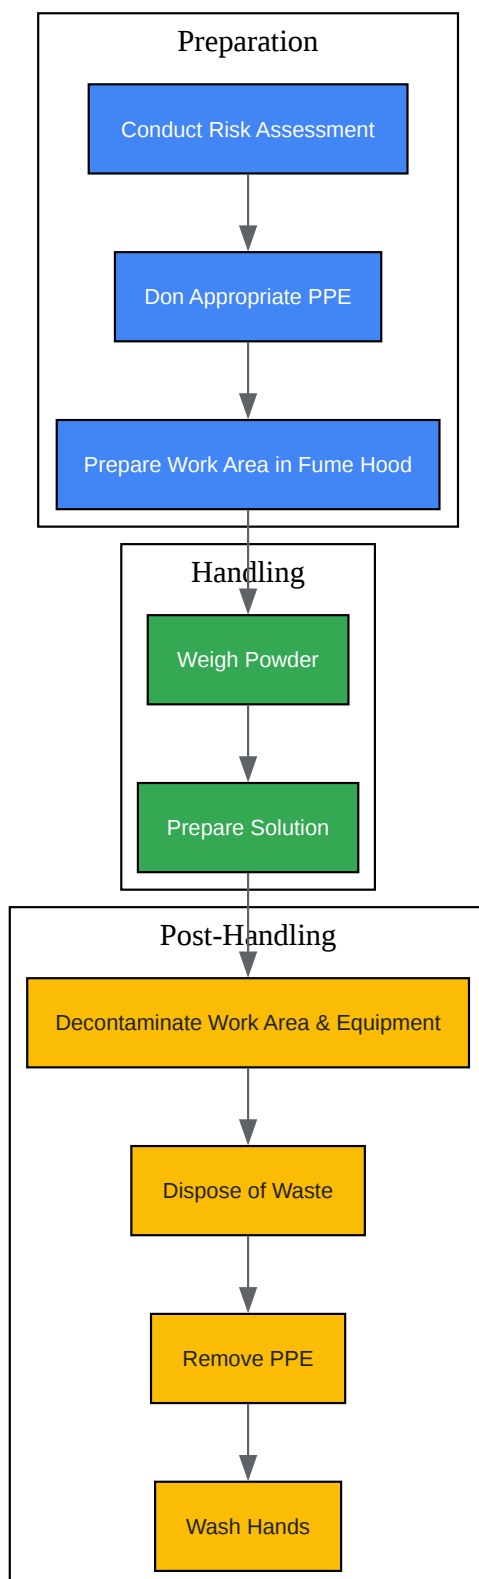 Preparation
Conduct Risk Assessment
Don Appropriate PPE
Prepare Work Area in Fume Hood
Handling
Weigh Powder
Prepare Solution
Post-Handling
Decontaminate Work Area & Equipment
Dispose of Waste
Remove PPE
Wash Hands